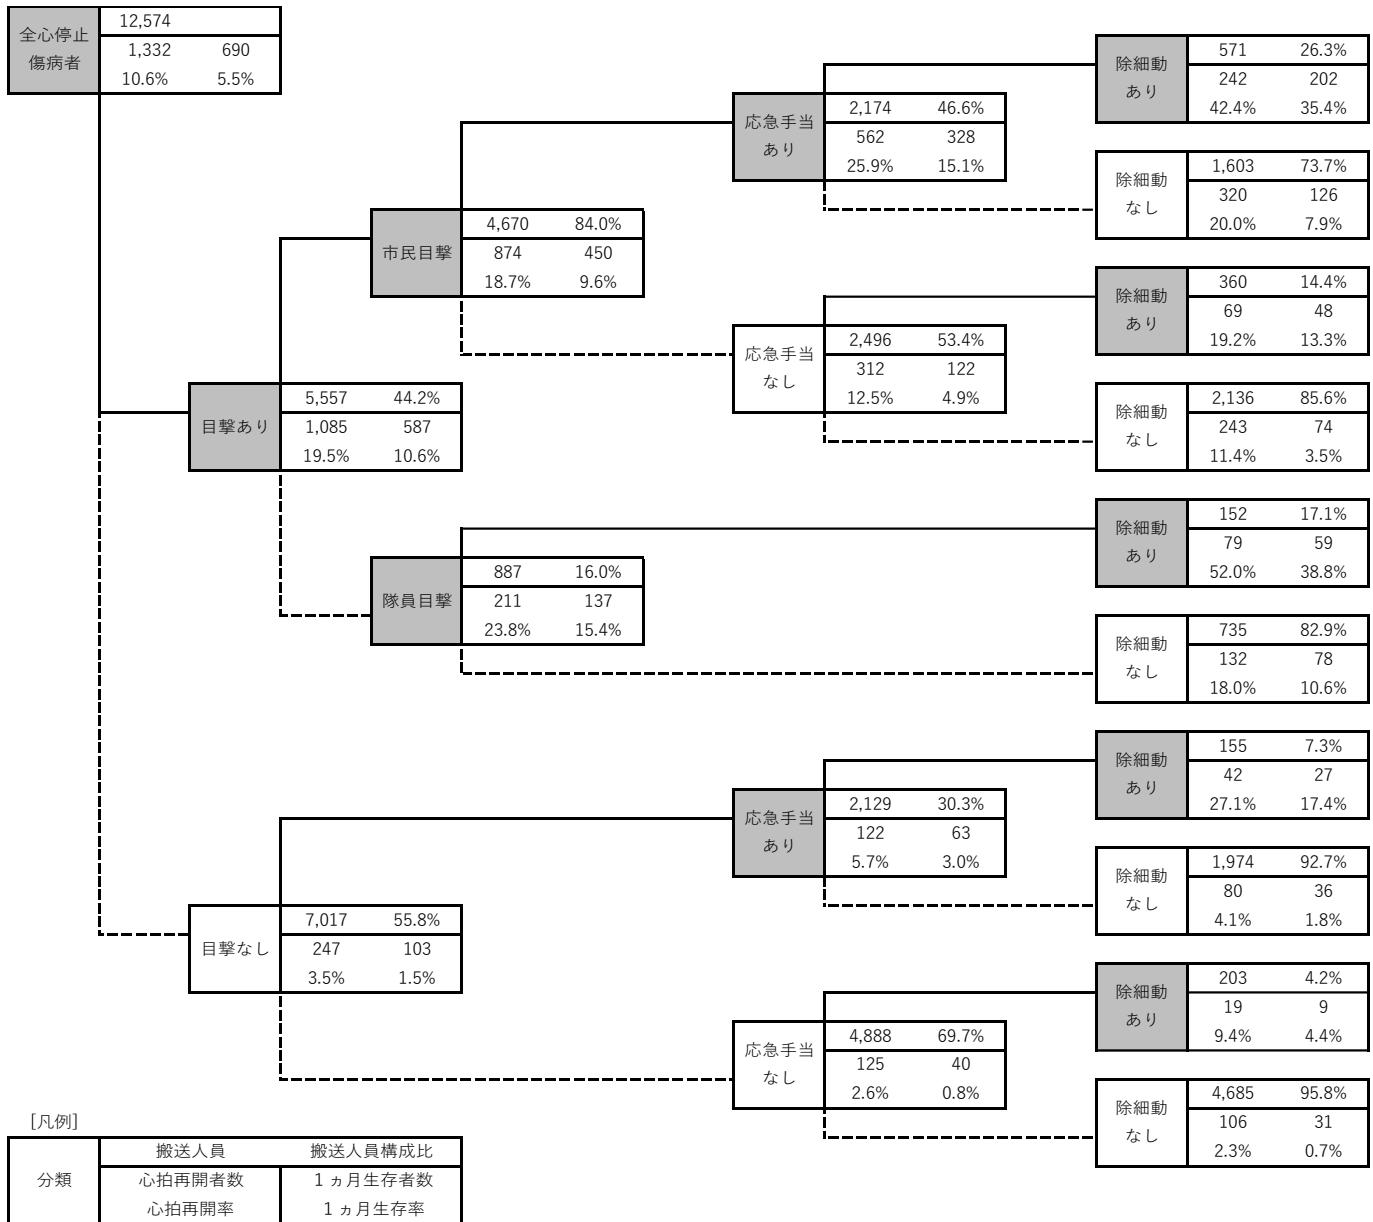 全心停止
傷病者
12,574
1,332 690
10.6% 5.5%
目撃あり
5,557 44.2%
1,085 587
19.5% 10.6%
市民目撃
4,670 84.0%
874 450
18.7% 9.6%
応急手当
あり
2,174 46.6%
562 328
25.9% 15.1%
除細動
あり
571 26.3%
242 202
42.4% 35.4%
除細動
なし
1,603 73.7%
320 126
20.0% 7.9%
応急手当
なし
2,496 53.4%
312 122
12.5% 4.9%
除細動
あり
360 14.4%
69 48
19.2% 13.3%
除細動
なし
2,136 85.6%
243 74
11.4% 3.5%
隊員目撃
887 16.0%
211 137
23.8% 15.4%
除細動
あり
152 17.1%
79 59
52.0% 38.8%
除細動
なし
735 82.9%
132 78
18.0% 10.6%
目撃なし
7,017 55.8%
247 103
3.5% 1.5%
応急手当
あり
2,129 30.3%
122 63
5.7% 3.0%
除細動
あり
155 7.3%
42 27
27.1% 17.4%
除細動
なし
1,974 92.7%
80 36
4.1% 1.8%
応急手当
なし
4,888 69.7%
125 40
2.6% 0.8%
除細動
あり
203 4.2%
19 9
9.4% 4.4%
除細動
なし
4,685 95.8%
106 31
2.3% 0.7%
[凡例]
分類
搬送人員 搬送人員構成比
心拍再開者数 1ヵ月生存者数
心拍再開率 1ヵ月生存率